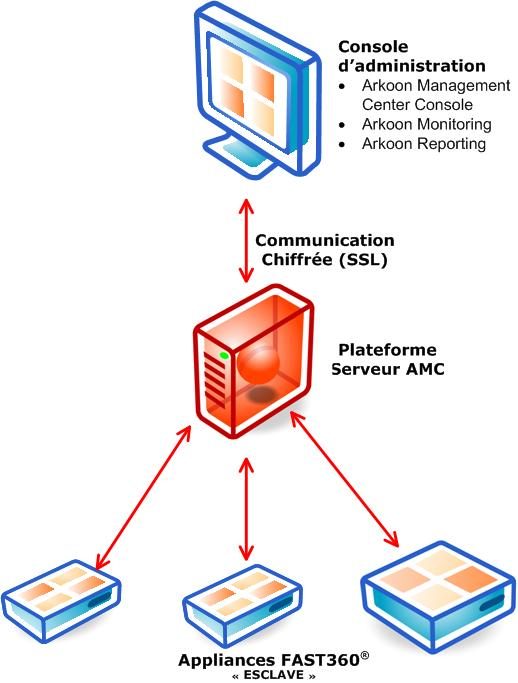 Console
d'administration
• Arkoon Management
Center Console
• Arkoon Monitoring
• Arkoon Reporting
Communication
Chiffrée (SSL)
Plateforme
Serveur AMC
Appliances FAST360®
« ESCLAVE »